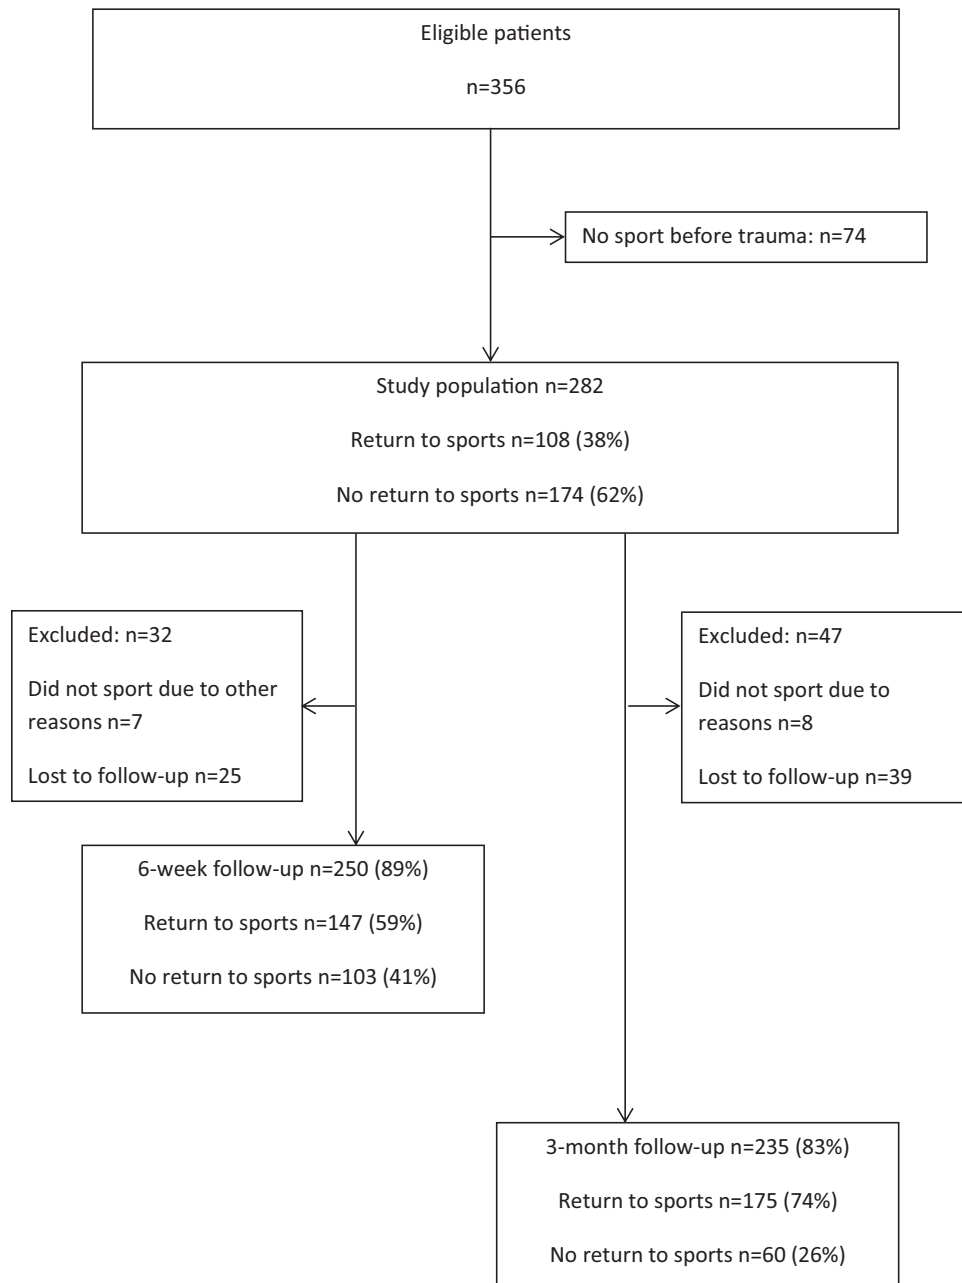 Eligible patients
n=356
No sport before trauma: n=74
Study population n=282
Return to sports n=108 (38%)
No return to sports n=174 (62%)
Excluded: n=32
Did not sport due to other
reasons n=7
Lost to follow-up n=25
Excluded: n=47
Did not sport due to
reasons n=8
Lost to follow-up n=39
6-week follow-up n=250 (89%)
Return to sports n=147 (59%)
No return to sports n=103 (41%)
3-month follow-up n=235 (83%)
Return to sports n=175 (74%)
No return to sports n=60 (26%)